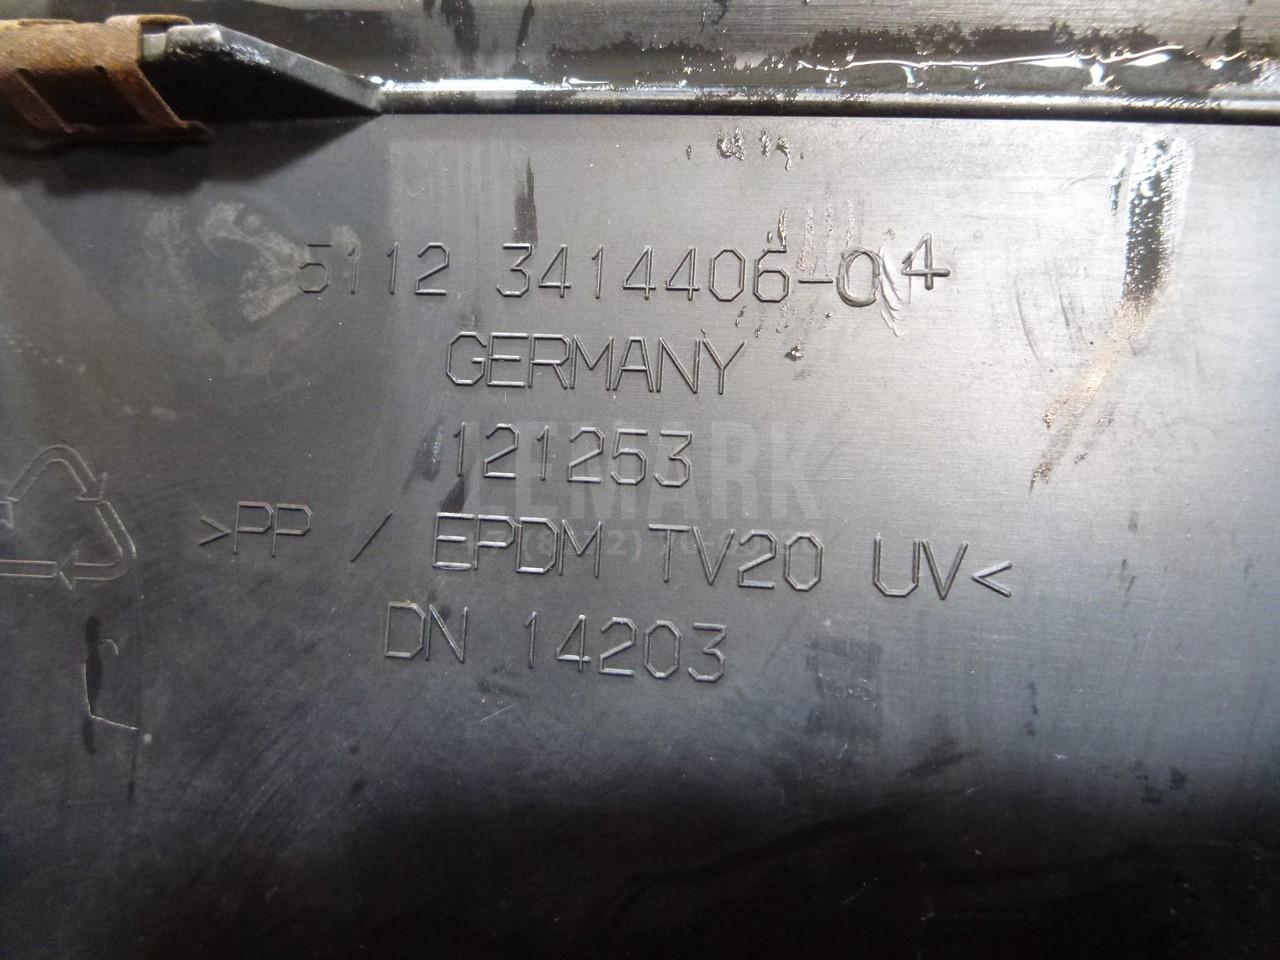 5112 3414406-04
GERMANY
121253
>PP / EPDM TV20 UV<
DN 14203